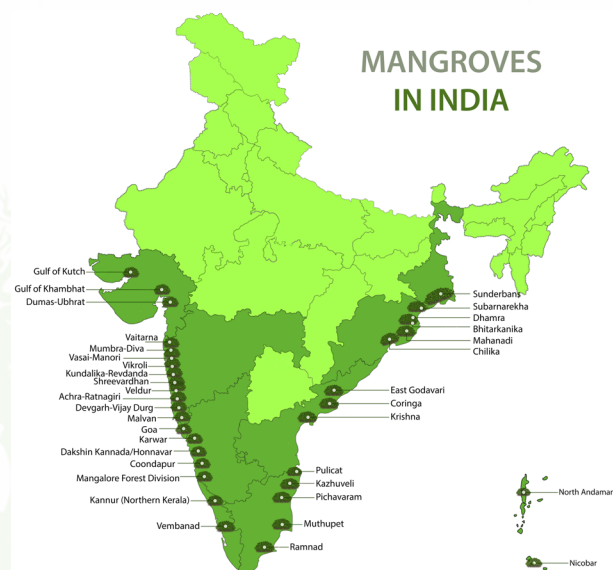 MANGROVES
IN INDIA
Gulf of Kutch
Gulf of Khambhat
Dumas-Ubhrat
Vaitarna
Mumbra-Diva
Vasai-Manori
Vikroli
Kundalika-Revdanda
Shreevardhan
Veldur
Achra-Ratnagiri
Devgarh-Vijay Durg
Malvan
Goa
Karwar
Dakshin Kannada/Honnavar
Coondapur
Mangalore Forest Division
Kannur (Northern Kerala)
Vembanad
Sunderbans
Subarnarekha
Dhamra
Bhitarkanika
Mahanadi
Chilika
East Godavari
Coringa
Krishna
Pulicat
Kazhuveli
Pichavaram
Muthupet
Ramnad
North Andaman
Nicobar